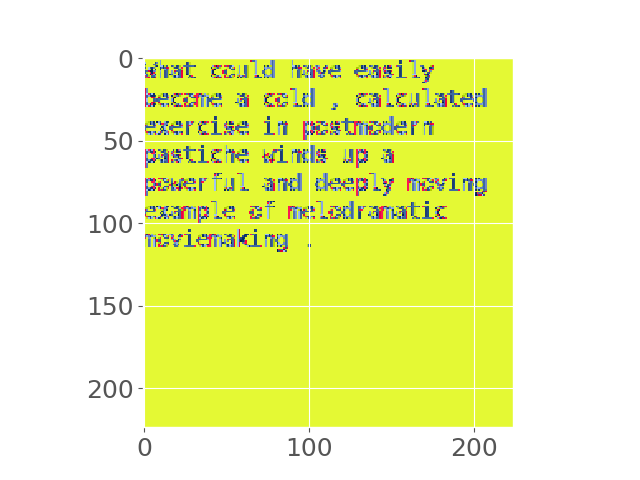 what could have easily
become a cold , calculated
exercise in postmodern
pastiche winds up a
powerful and deeply moving
example of melodramatic
moviemaking .
0
50
100
150
200
0 100 200